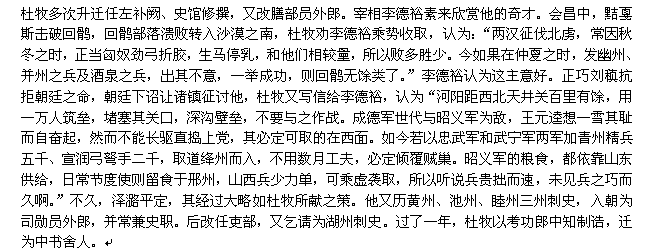 杜牧多次升迁任左补阙、史馆修撰，又改膳部员外郎。宰相李德裕素来欣赏他的奇才。会昌中，黠戛
斯击破回鹘，回鹘部落溃败转入沙漠之南，杜牧劝李德裕乘势收取，认为：“两汉征伐北虏，常因秋
冬之时，正当匈奴劲弓折胶，生马停乳，和他们相较量，所以败多胜少。今如果在仲夏之时，发幽州、
并州之兵及酒泉之兵，出其不意，一举成功，则回鹘无馀类了。”李德裕认为这主意好。正巧刘稹抗
拒朝廷之命，朝廷下诏让诸镇征讨他，杜牧又写信给李德裕，认为“河阳距西北天井关百里有馀，用
一万人筑垒，堵塞其关口，深沟壁垒，不要与之作战。成德军世代与昭义军为敌，王元逵想一雪其耻
而自奋起，然而不能长驱直捣上党，其必定可取的在西面。如今若以忠武军和武宁军两军加青州精兵
五千、宣润弓弩手二千，取道绛州而入，不用数月工夫，必定倾覆贼巢。昭义军的粮食，都依靠山东
供给，日常节度使则留食于邢州，山西兵少力单，可乘虚袭取，所以听说兵贵拙而速，未见兵之巧而
久啊。”不久，泽潞平定，其经过大略如杜牧所献之策。他又历黄州、池州、睦州三州刺史，入朝为
司勋员外郎，并常兼史职。后改任吏部，又乞请为湖州刺史。过了一年，杜牧以考功郎中知制诰，迁
为中书舍人。